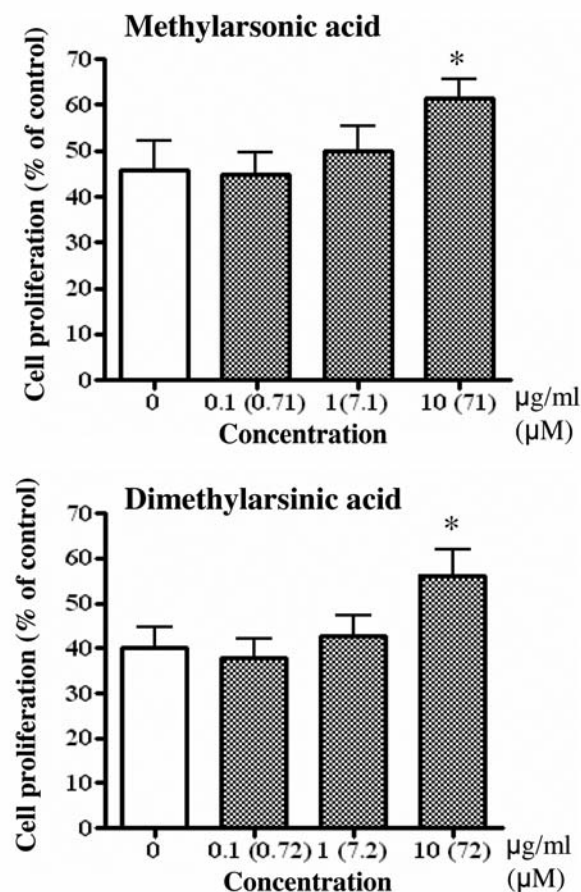 Methylarsonic acid
Cell proliferation (% of control)
70
60
50
40
30
20
10
0
*
0 0.1 (0.71) 1 (7.1) 10 (71) μg/ml
Concentration (μM)
Dimethylarsinic acid
Cell proliferation (% of control)
70
60
50
40
30
20
10
0
*
0 0.1 (0.72) 1 (7.2) 10 (72) μg/ml
Concentration (μM)